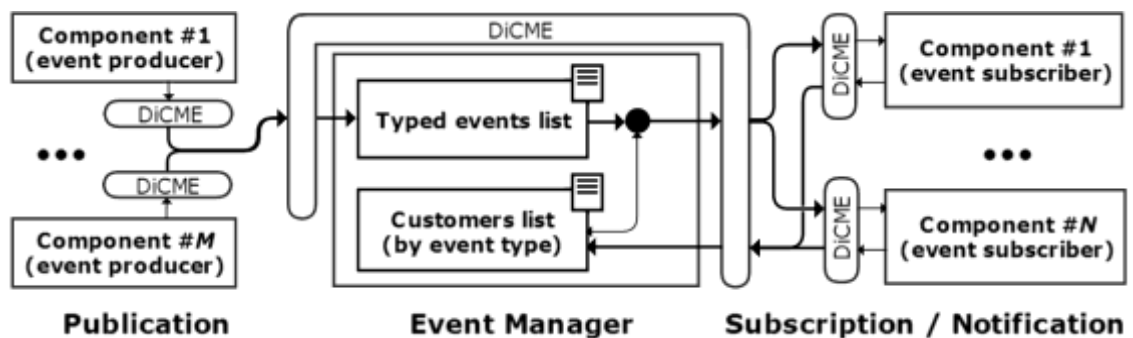 Component #1
(event producer)
DiCME
•••
DiCME
Component #M
(event producer)
Publication
DiCME
Typed events list
Customers list
(by event type)
Event Manager
DiCME
Component #1
(event subscriber)
•••
DiCME
Component #N
(event subscriber)
Subscription / Notification